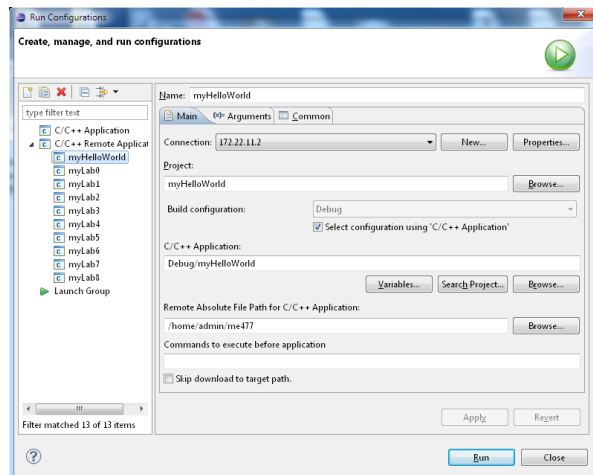 Run Configurations
Create, manage, and run configurations
type filter text
C/C++ Application
C/C++ Remote Applicat
myHelloWorld
myLab0
myLab1
myLab2
myLab3
myLab4
myLab5
myLab6
myLab7
myLab8
Launch Group
Filter matched 13 of 13 items
Name: myHelloWorld
Main (x)= Arguments Common
Connection: 172.22.11.2 New... Properties...
Project:
myHelloWorld Browse...
Build configuration: Debug
Select configuration using 'C/C++ Application'
C/C++ Application:
Debug/myHelloWorld
Variables... Search Project... Browse...
Remote Absolute File Path for C/C++ Application:
/home/admin/me477 Browse...
Commands to execute before application
Skip download to target path.
Apply Revert
Run Close